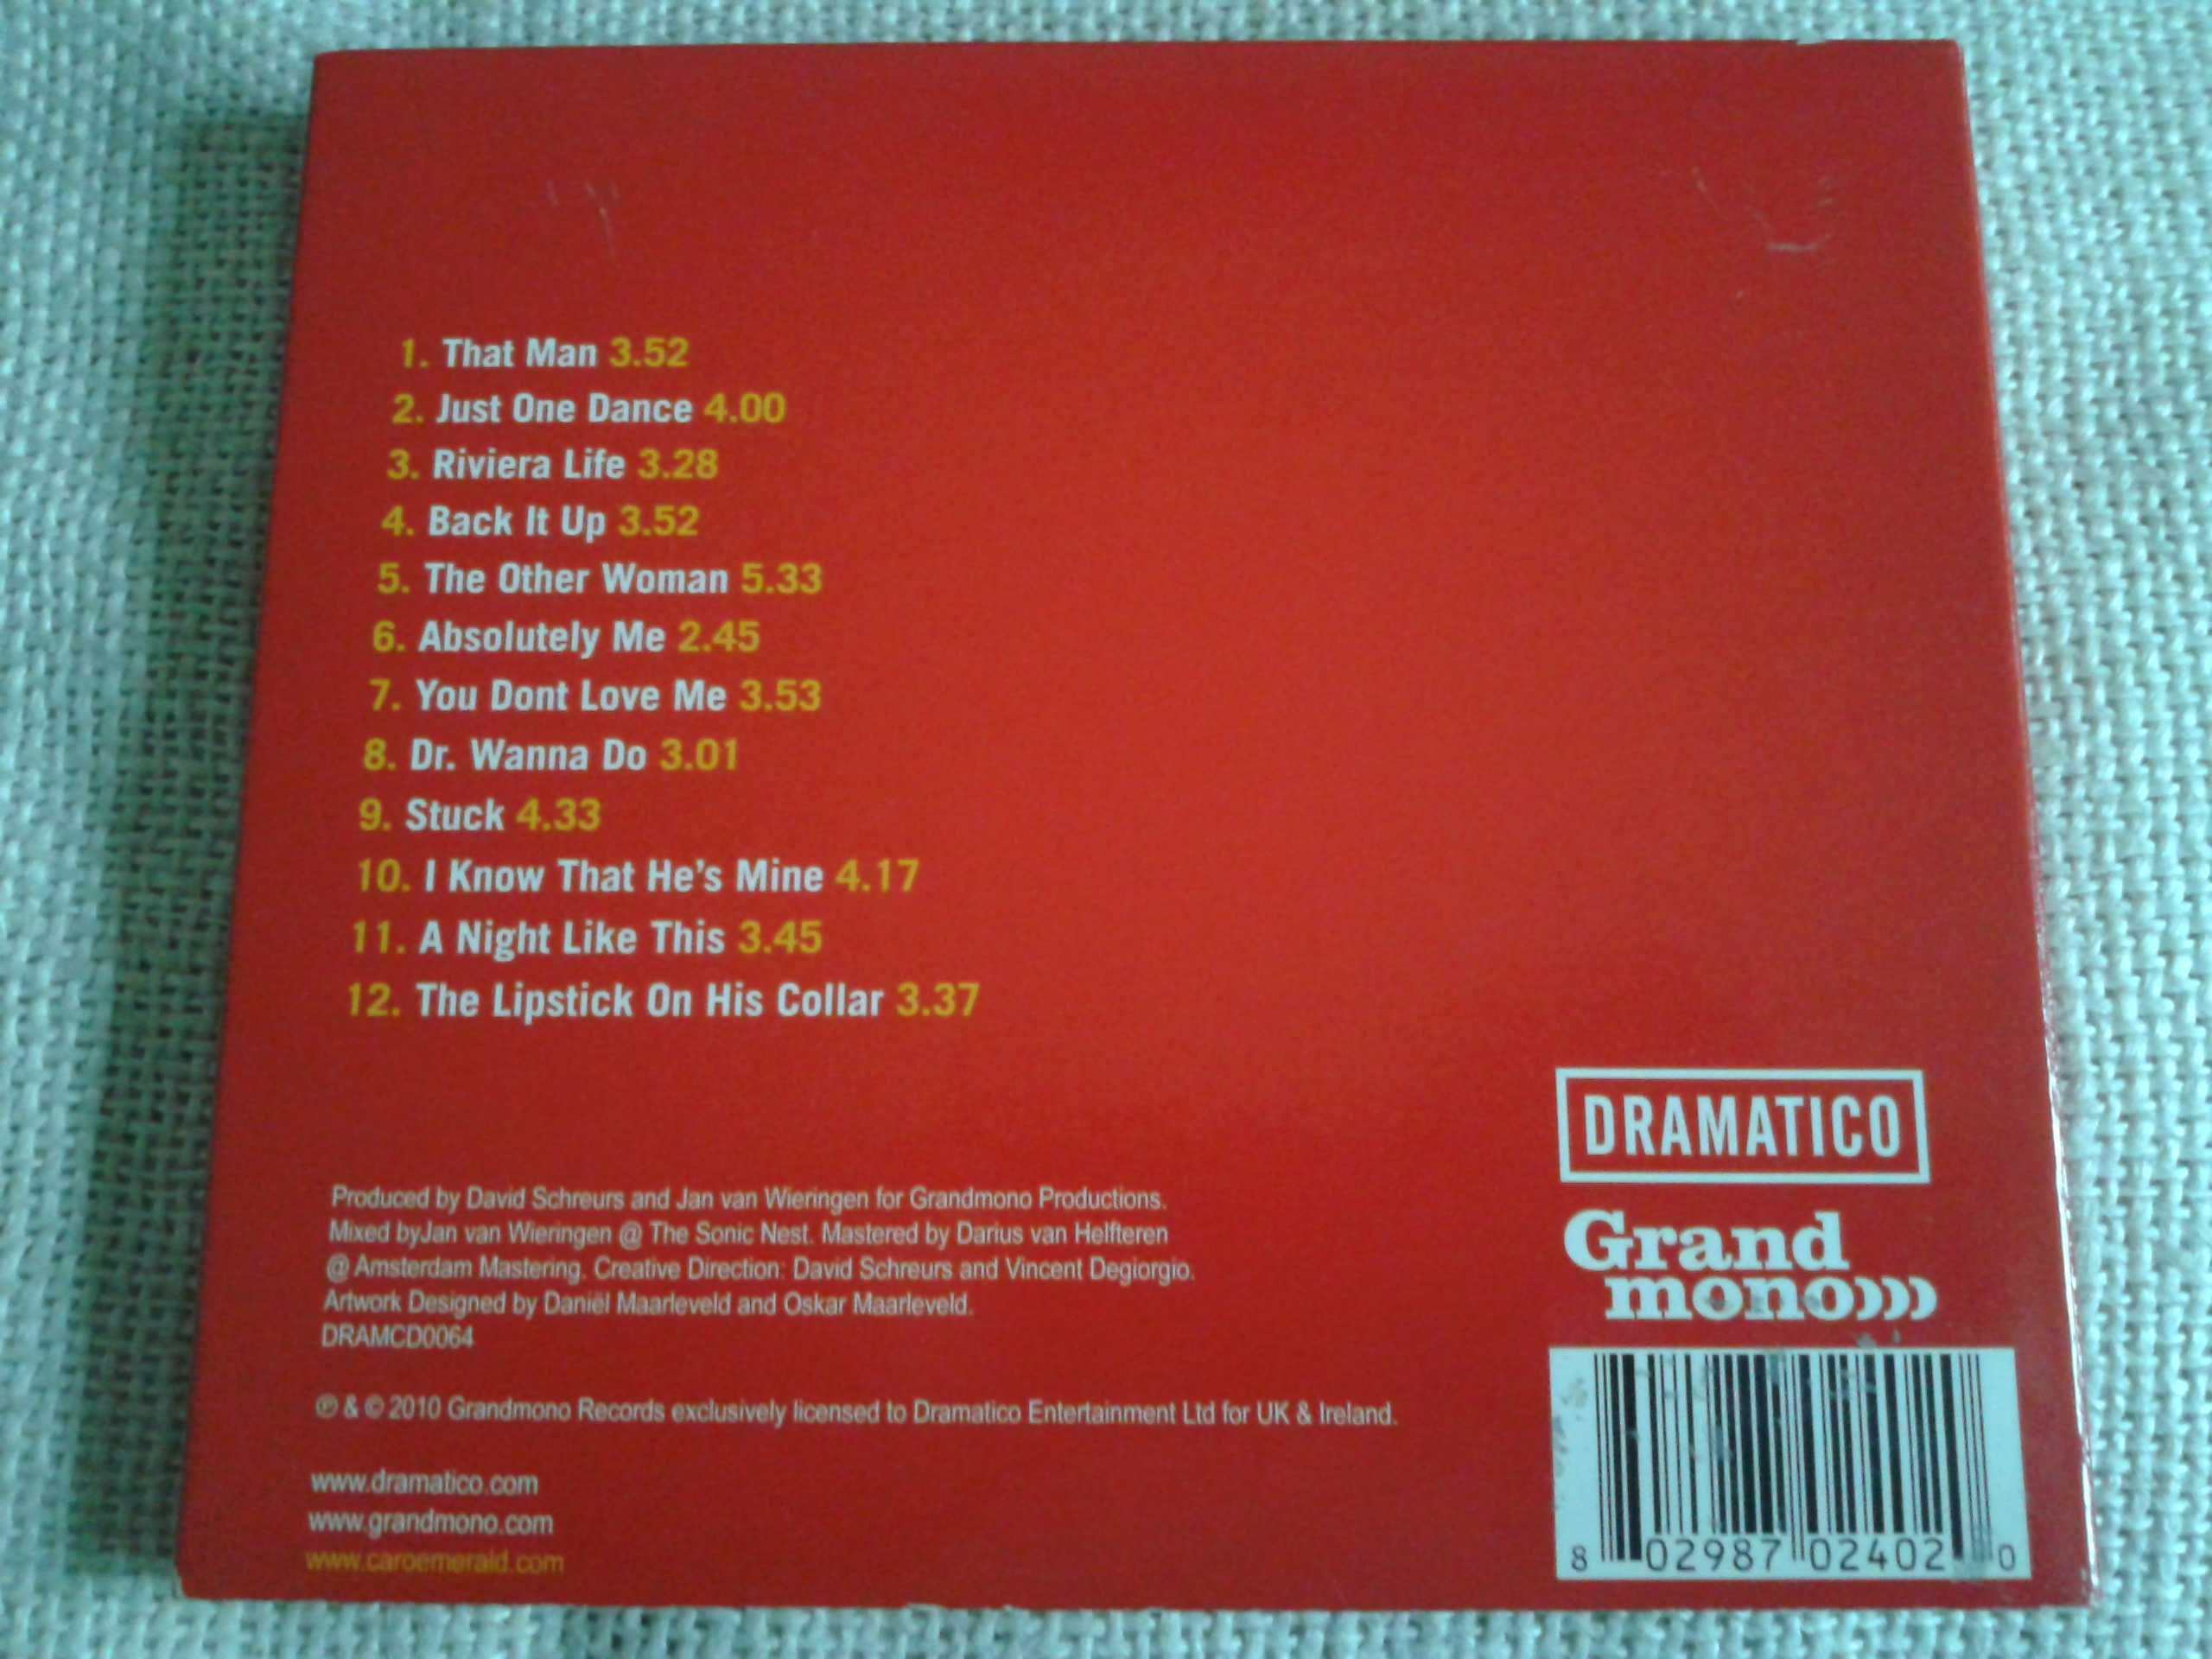 1. That Man 3.52
2. Just One Dance 4.00
3. Riviera Life 3.28
4. Back It Up 3.52
5. The Other Woman 5.33
6. Absolutely Me 2.45
7. You Dont Love Me 3.53
8. Dr. Wanna Do 3.01
9. Stuck 4.33
10. I Know That He's Mine 4.17
11. A Night Like This 3.45
12. The Lipstick On His Collar 3.37
Produced by David Schreurs and Jan van Wieringen for Grandmono Productions.
Mixed byJan van Wieringen @ The Sonic Nest. Mastered by Darius van Helfteren
@ Amsterdam Mastering. Creative Direction: David Schreurs and Vincent Degiorgio.
Artwork Designed by Daniël Maarleveld and Oskar Maarleveld.
DRAMCD0064
℗ & © 2010 Grandmono Records exclusively licensed to Dramatico Entertainment Ltd for UK & Ireland.
www.dramatico.com
www.grandmono.com
www.caroemerald.com
DRAMATICO
Grand
mono)))
8 02987 02402 0